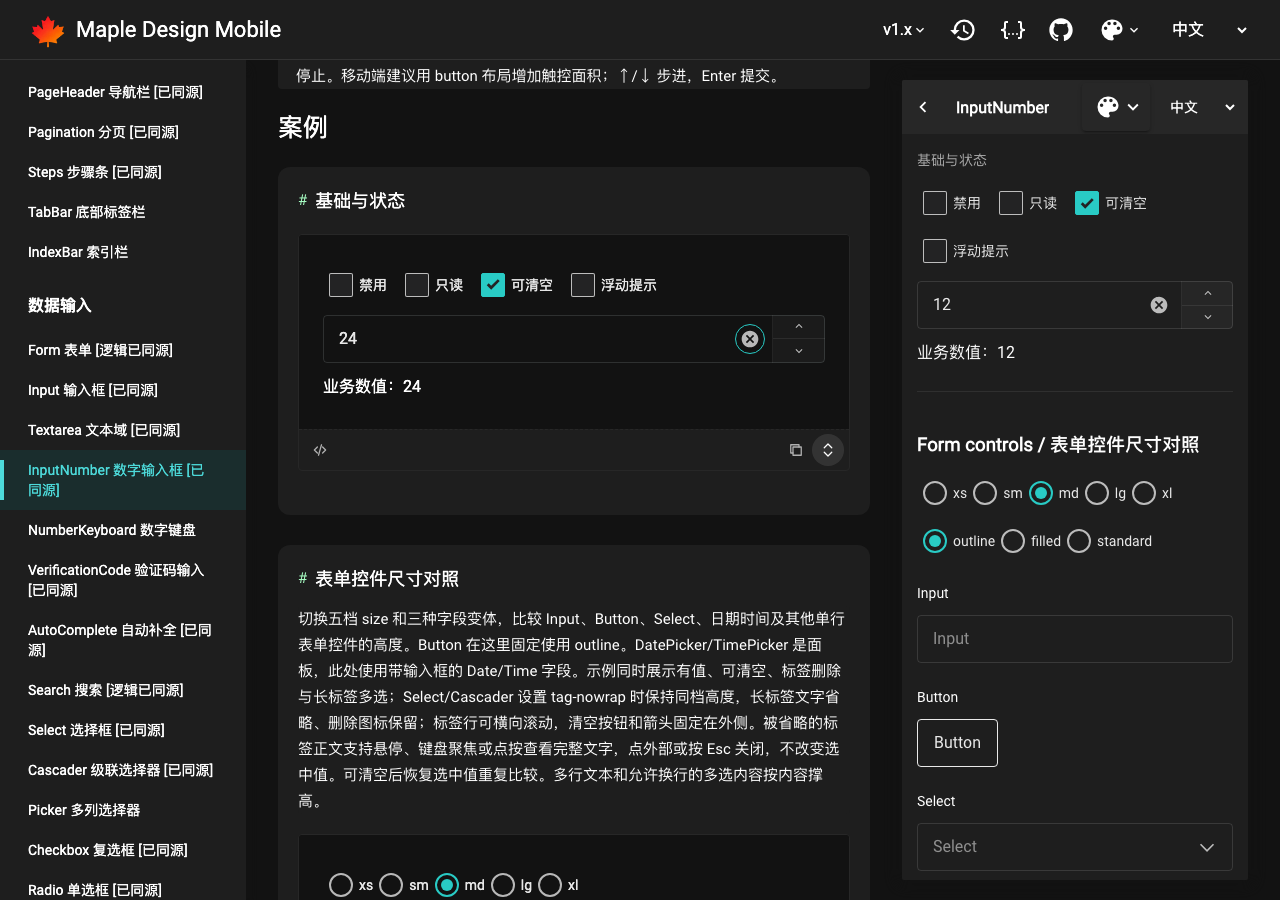 Maple Design Mobile
v1.x
中文
PageHeader 导航栏 [已同源]
Pagination 分页 [已同源]
Steps 步骤条 [已同源]
TabBar 底部标签栏
IndexBar 索引栏
数据输入
Form 表单 [逻辑已同源]
Input 输入框 [已同源]
Textarea 文本域 [已同源]
InputNumber 数字输入框 [已
同源]
NumberKeyboard 数字键盘
VerificationCode 验证码输入
[已同源]
AutoComplete 自动补全 [已同
源]
Search 搜索 [逻辑已同源]
Select 选择框 [已同源]
Cascader 级联选择器 [已同源]
Picker 多列选择器
Checkbox 复选框 [已同源]
Radio 单选框 [已同源]
停止。移动端建议用 button 布局增加触控面积；↑/↓ 步进，Enter 提交。
案例
# 基础与状态
禁用 只读 可清空 浮动提示
24
业务数值：24
# 表单控件尺寸对照
切换五档 size 和三种字段变体，比较 Input、Button、Select、日期时间及其他单行
表单控件的高度。Button 在这里固定使用 outline。DatePicker/TimePicker 是面
板，此处使用带输入框的 Date/Time 字段。示例同时展示有值、可清空、标签删除
与长标签多选；Select/Cascader 设置 tag-nowrap 时保持同档高度，长标签文字省
略、删除图标保留；标签行可横向滚动，清空按钮和箭头固定在外侧。被省略的标
签正文支持悬停、键盘聚焦或点按查看完整文字，点外部或按 Esc 关闭，不改变选
中值。可清空后恢复选中值重复比较。多行文本和允许换行的多选内容按内容撑
高。
xs sm md lg xl
InputNumber
中文
基础与状态
禁用 只读 可清空
浮动提示
12
业务数值：12
Form controls / 表单控件尺寸对照
xs sm md lg xl
outline filled standard
Input
Input
Button
Button
Select
Select